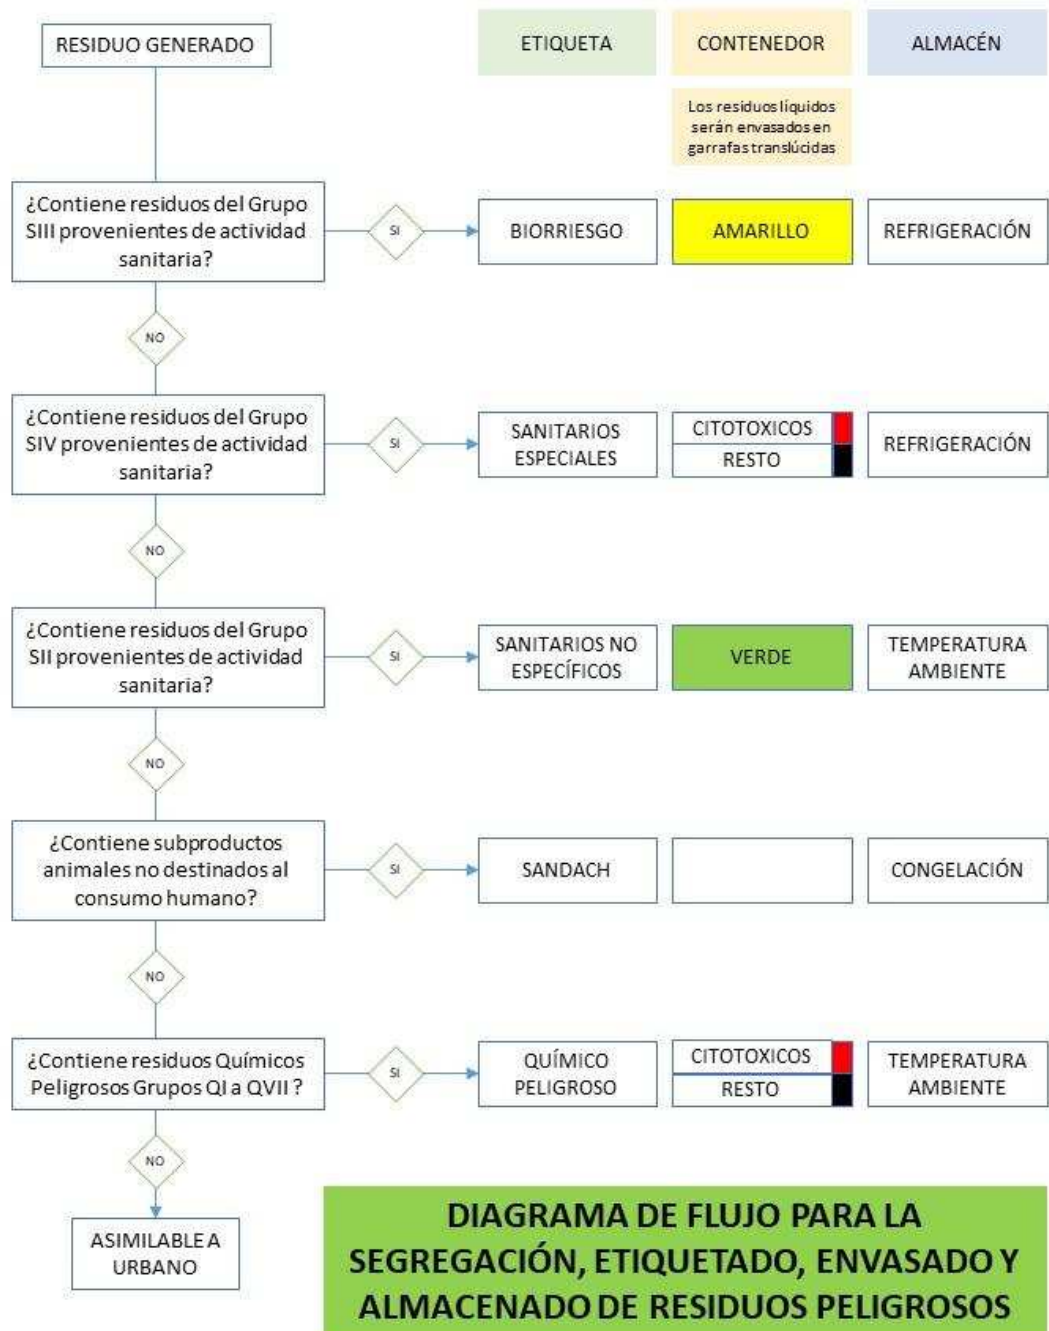 RESIDUO GENERADO
ETIQUETA
CONTENEDOR
ALMACÉN
Los residuos líquidos
serán envasados en
garrafas translúcidas
¿Contiene residuos del Grupo
SIII provenientes de actividad
sanitaria?
SI
BIORRIESGO
AMARILLO
REFRIGERACIÓN
NO
¿Contiene residuos del Grupo
SIV provenientes de actividad
sanitaria?
SI
SANITARIOS
ESPECIALES
CITOTOXICOS
RESTO
REFRIGERACIÓN
NO
¿Contiene residuos del Grupo
SII provenientes de actividad
sanitaria?
SI
SANITARIOS NO
ESPECÍFICOS
VERDE
TEMPERATURA
AMBIENTE
NO
¿Contiene subproductos
animales no destinados al
consumo humano?
SI
SANDACH
CONGELACIÓN
NO
¿Contiene residuos Químicos
Peligrosos Grupos QI a QVII ?
SI
QUÍMICO
PELIGROSO
CITOTOXICOS
RESTO
TEMPERATURA
AMBIENTE
NO
ASIMILABLE A
URBANO
DIAGRAMA DE FLUJO PARA LA
SEGREGACIÓN, ETIQUETADO, ENVASADO Y
ALMACENADO DE RESIDUOS PELIGROSOS